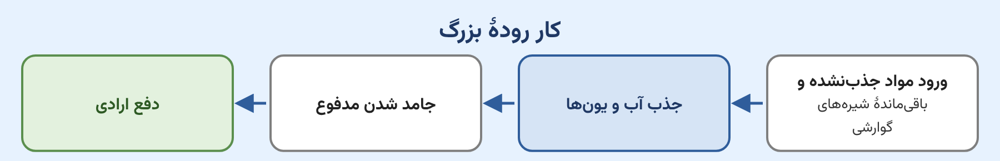 کار رودهٔ بزرگ
ورود مواد جذب‌نشده و
باقی‌ماندهٔ شیره‌های
گوارشی
جذب آب و یون‌ها
جامد شدن مدفوع
دفع ارادی